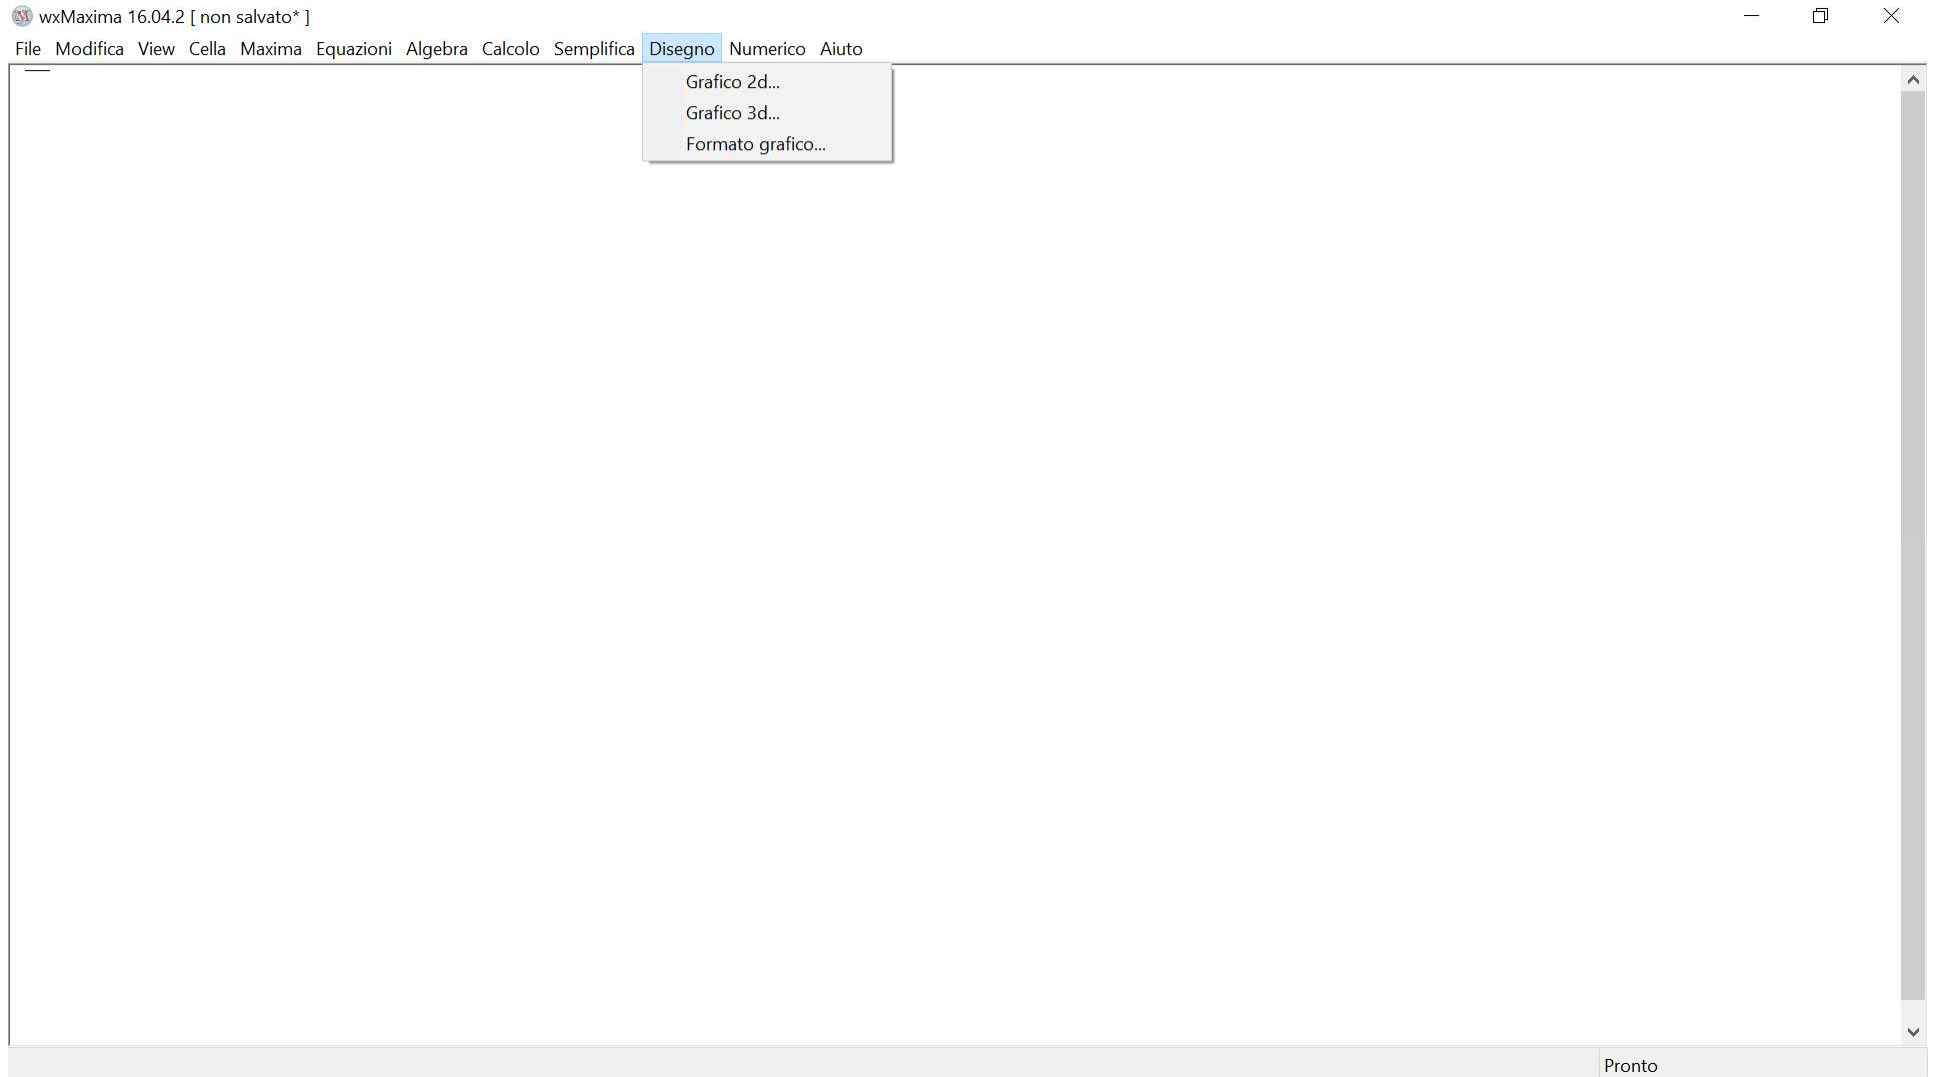 wxMaxima 16.04.2 [ non salvato* ]
File Modifica View Cella Maxima Equazioni Algebra Calcolo Semplifica Disegno Numerico Aiuto
Grafico 2d...
Grafico 3d...
Formato grafico...
Pronto